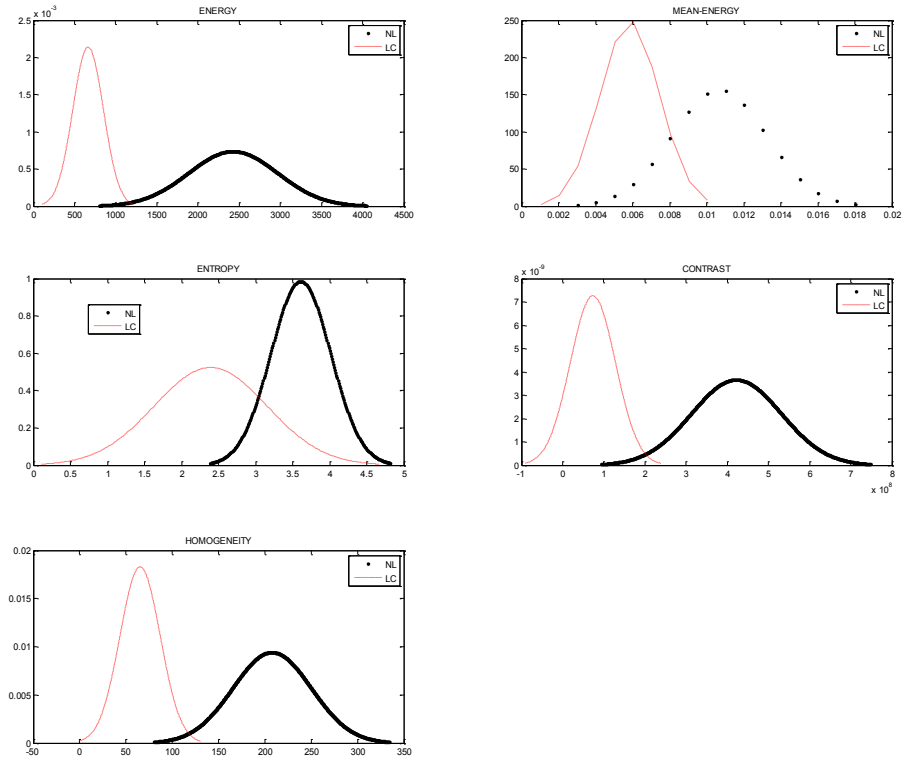 ENERGY
2.5 x 10^-3
2
1.5
1
0.5
0
0 500 1000 1500 2000 2500 3000 3500 4000 4500
NL
LC
MEAN-ENERGY
250
200
150
100
50
0
0 0.002 0.004 0.006 0.008 0.01 0.012 0.014 0.016 0.018 0.02
NL
LC
ENTROPY
1
0.8
0.6
0.4
0.2
0
0 0.5 1 1.5 2 2.5 3 3.5 4 4.5 5
NL
LC
CONTRAST
8 x 10^-9
7
6
5
4
3
2
1
0
-1 0 1 2 3 4 5 6 7 8
x 10^8
NL
LC
HOMOGENEITY
0.02
0.015
0.01
0.005
0
-50 0 50 100 150 200 250 300 350
NL
LC